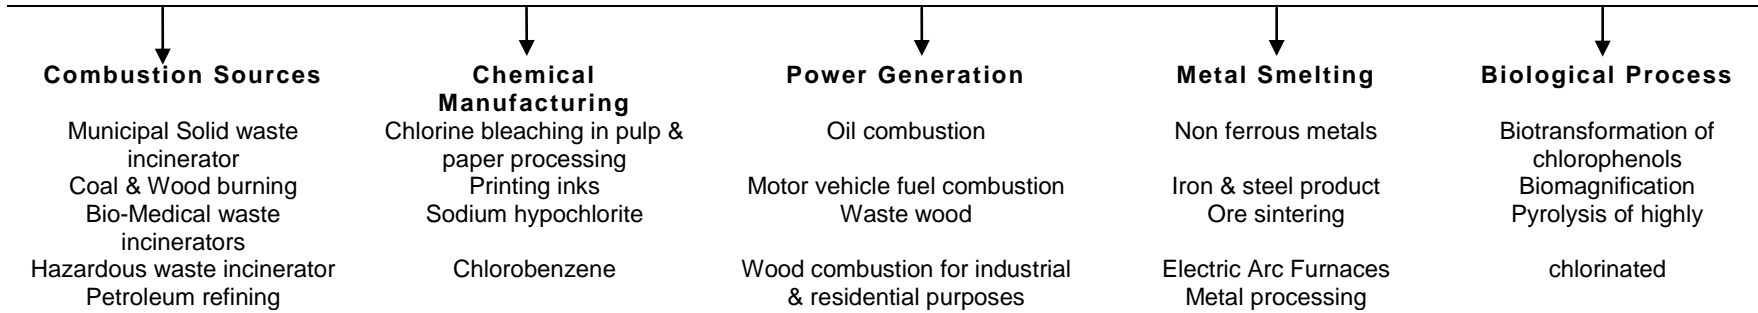 Combustion Sources
Municipal Solid waste
incinerator
Coal & Wood burning
Bio-Medical waste
incinerators
Hazardous waste incinerator
Petroleum refining
Chemical
Manufacturing
Chlorine bleaching in pulp &
paper processing
Printing inks
Sodium hypochlorite
Chlorobenzene
Power Generation
Oil combustion
Motor vehicle fuel combustion
Waste wood
Wood combustion for industrial
& residential purposes
Metal Smelting
Non ferrous metals
Iron & steel product
Ore sintering
Electric Arc Furnaces
Metal processing
Biological Process
Biotransformation of
chlorophenols
Biomagnification
Pyrolysis of highly
chlorinated